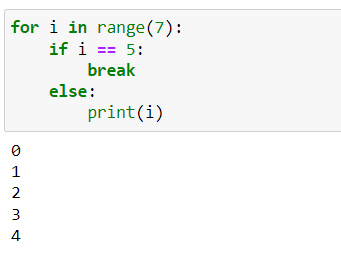 for i in range(7):
    if i == 5:
        break
    else:
        print(i)
0
1
2
3
4